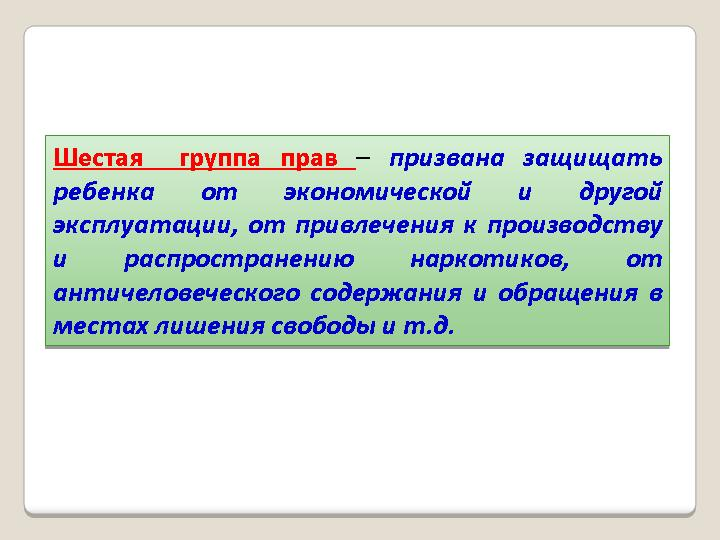 Шестая группа прав – призвана защищать
ребенка от экономической и другой
эксплуатации, от привлечения к производству
и распространению наркотиков, от
античеловеческого содержания и обращения в
местах лишения свободы и т.д.